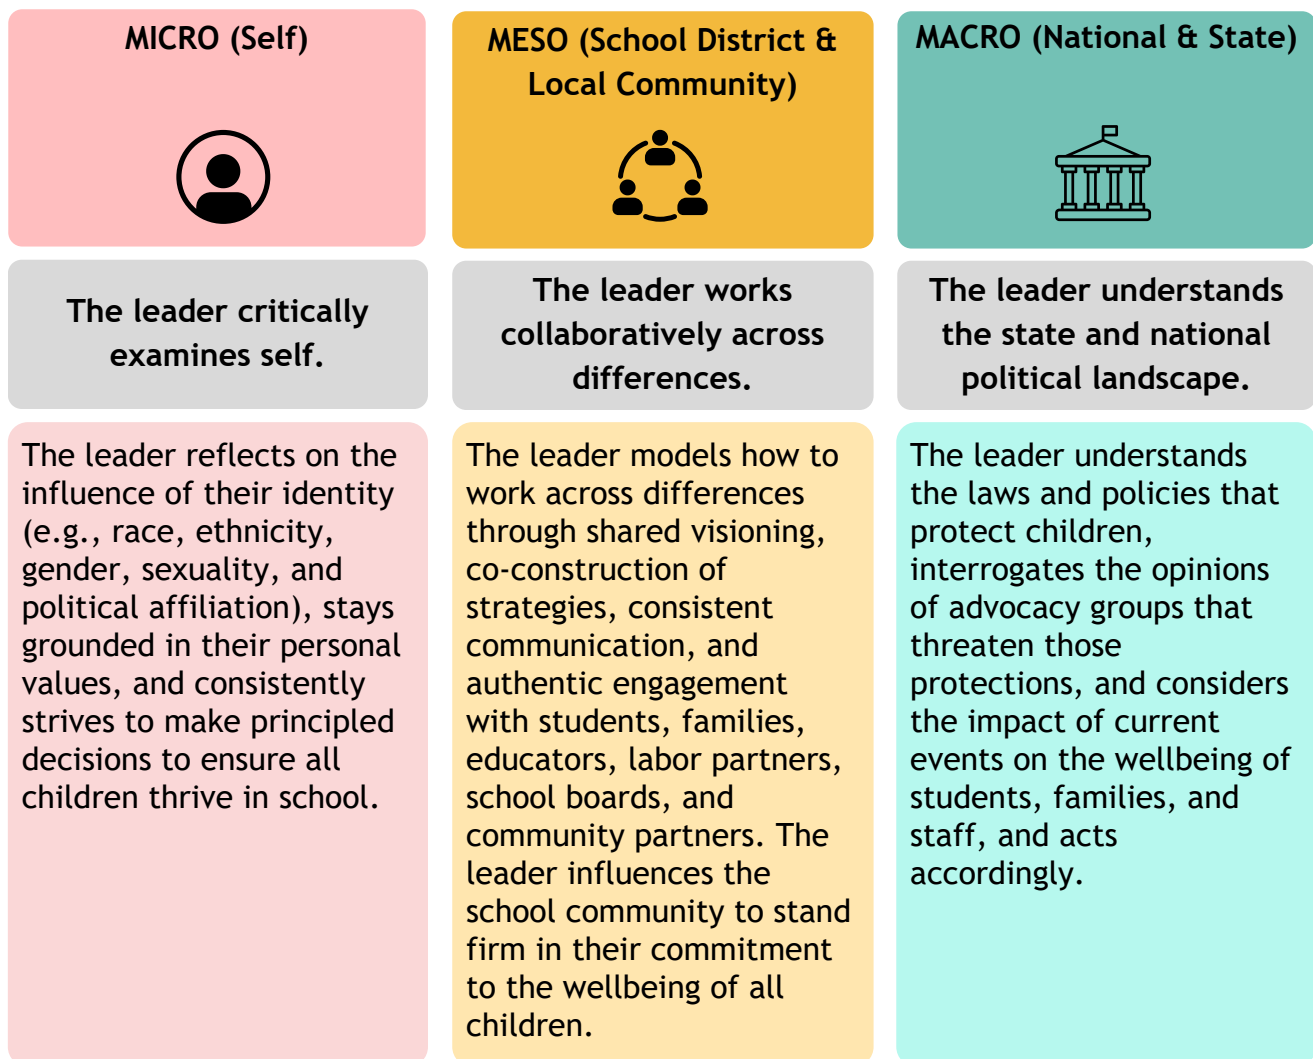 MICRO (Self)
MESO (School District &
Local Community)
MACRO (National & State)
The leader critically
examines self.
The leader works
collaboratively across
differences.
The leader understands
the state and national
political landscape.
The leader reflects on the
influence of their identity
(e.g., race, ethnicity,
gender, sexuality, and
political affiliation), stays
grounded in their personal
values, and consistently
strives to make principled
decisions to ensure all
children thrive in school.
The leader models how to
work across differences
through shared visioning,
co-construction of
strategies, consistent
communication, and
authentic engagement
with students, families,
educators, labor partners,
school boards, and
community partners. The
leader influences the
school community to stand
firm in their commitment
to the wellbeing of all
children.
The leader understands
the laws and policies that
protect children,
interrogates the opinions
of advocacy groups that
threaten those
protections, and considers
the impact of current
events on the wellbeing of
students, families, and
staff, and acts
accordingly.